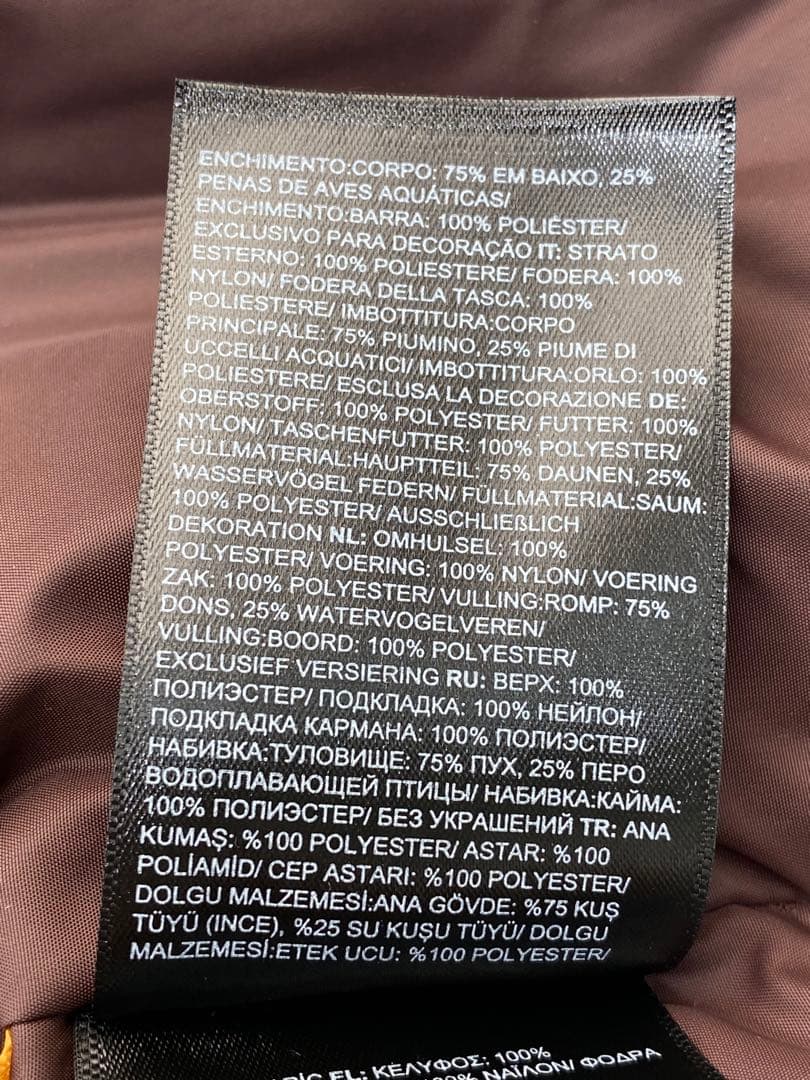 ENCHIMENTO:CORPO: 75% EM BAIXO, 25%
PENAS DE AVES AQUÁTICAS/
ENCHIMENTO:BARRA: 100% POLIÉSTER/
EXCLUSIVO PARA DECORAÇÃO IT: STRATO
ESTERNO: 100% POLIESTERE/ FODERA: 100%
NYLON/ FODERA DELLA TASCA: 100%
POLIESTERE/ IMBOTTITURA:CORPO
PRINCIPALE: 75% PIUMINO, 25% PIUME DI
UCCELLI ACQUATICI/ IMBOTTITURA:ORLO: 100%
POLIESTERE/ ESCLUSA LA DECORAZIONE DE:
OBERSTOFF: 100% POLYESTER/ FUTTER: 100%
NYLON/ TASCHENFUTTER: 100% POLYESTER/
FÜLLMATERIAL:HAUPTTEIL: 75% DAUNEN, 25%
WASSERVÖGEL FEDERN/ FÜLLMATERIAL:SAUM:
100% POLYESTER/ AUSSCHLIEßLICH
DEKORATION NL: OMHULSEL: 100%
POLYESTER/ VOERING: 100% NYLON/ VOERING
ZAK: 100% POLYESTER/ VULLING:ROMP: 75%
DONS, 25% WATERVOGELVEREN/
VULLING:BOORD: 100% POLYESTER/
EXCLUSIEF VERSIERING RU: ВЕРХ: 100%
ПОЛИЭСТЕР/ ПОДКЛАДКА: 100% НЕЙЛОН/
ПОДКЛАДКА КАРМАНА: 100% ПОЛИЭСТЕР/
НАБИВКА:ТУЛОВИЩЕ: 75% ПУХ, 25% ПЕРО
ВОДОПЛАВАЮЩЕЙ ПТИЦЫ/ НАБИВКА:КАЙМА:
100% ПОЛИЭСТЕР/ БЕЗ УКРАШЕНИЙ TR: ANA
KUMAŞ: %100 POLYESTER/ ASTAR: %100
POLİAMİD/ CEP ASTARI: %100 POLYESTER/
DOLGU MALZEMESİ:ANA GÖVDE: %75 KUŞ
TÜYÜ (INCE), %25 SU KUŞU TÜYÜ/ DOLGU
MALZEMESİ:ETEK UCU: %100 POLYESTER/
EL: ΚΕΛΥΦΟΣ: 100%
100% ΝΑΪΛΟΝ/ ΦΟΔΡΑ